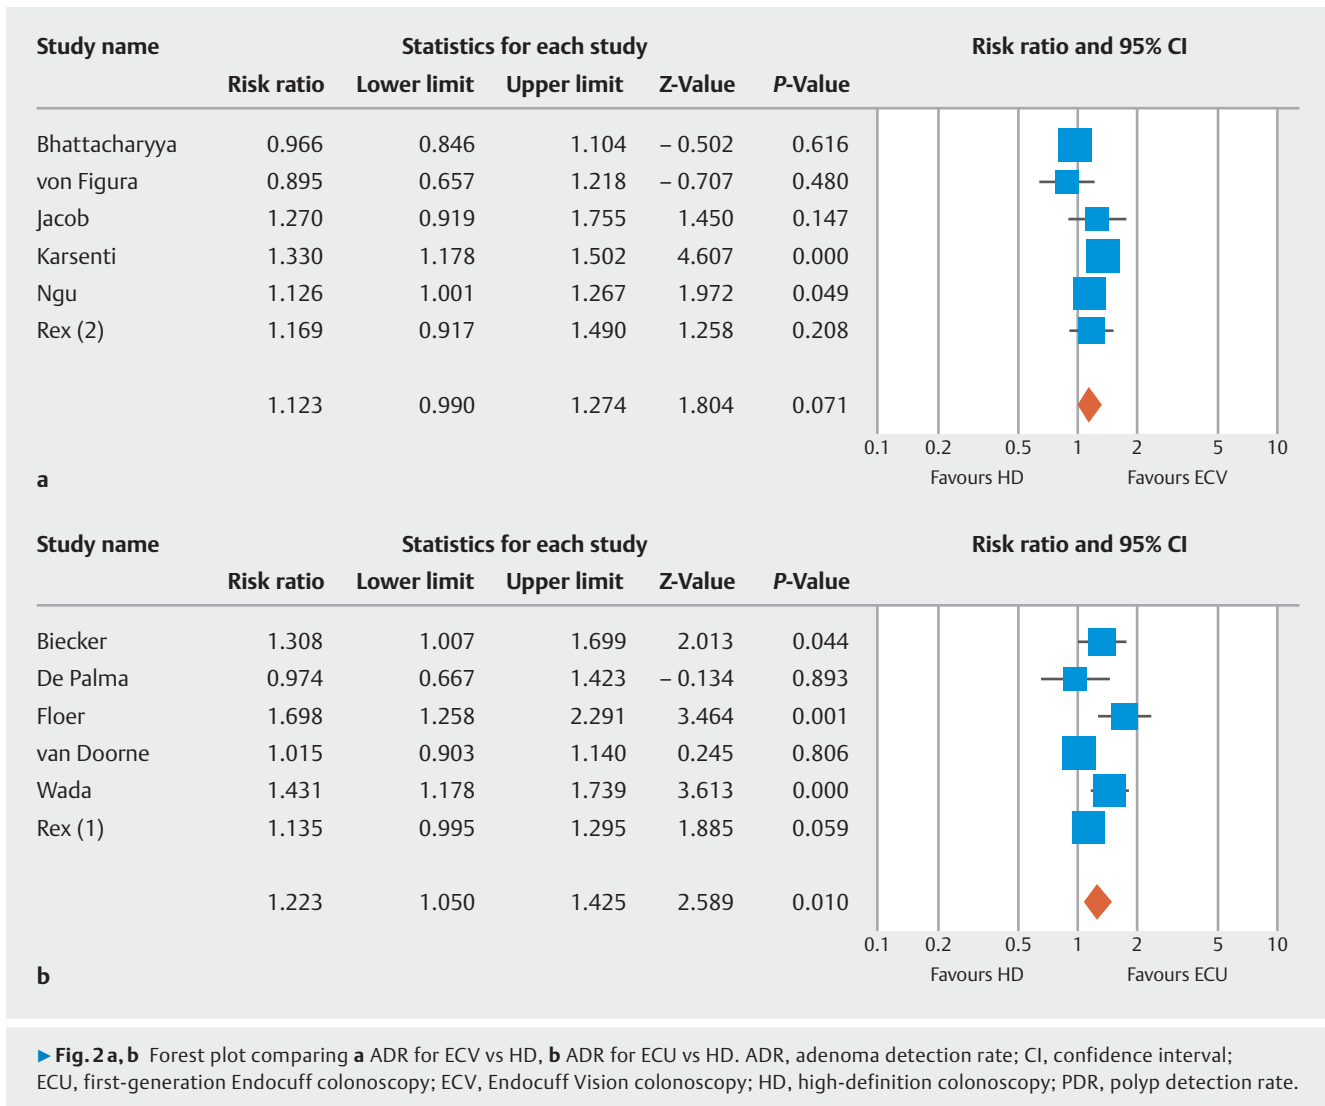 Study name Statistics for each study Risk ratio and 95% CI
Risk ratio Lower limit Upper limit Z-Value P-Value
Bhattacharyya 0.966 0.846 1.104 – 0.502 0.616
von Figura 0.895 0.657 1.218 – 0.707 0.480
Jacob 1.270 0.919 1.755 1.450 0.147
Karsenti 1.330 1.178 1.502 4.607 0.000
Ngu 1.126 1.001 1.267 1.972 0.049
Rex (2) 1.169 0.917 1.490 1.258 0.208
1.123 0.990 1.274 1.804 0.071
0.1 0.2 0.5 1 2 5 10
Favours HD Favours ECV
a
Study name Statistics for each study Risk ratio and 95% CI
Risk ratio Lower limit Upper limit Z-Value P-Value
Biecker 1.308 1.007 1.699 2.013 0.044
De Palma 0.974 0.667 1.423 – 0.134 0.893
Floer 1.698 1.258 2.291 3.464 0.001
van Doorne 1.015 0.903 1.140 0.245 0.806
Wada 1.431 1.178 1.739 3.613 0.000
Rex (1) 1.135 0.995 1.295 1.885 0.059
1.223 1.050 1.425 2.589 0.010
0.1 0.2 0.5 1 2 5 10
Favours HD Favours ECU
b
▶ Fig. 2 a, b Forest plot comparing a ADR for ECV vs HD, b ADR for ECU vs HD. ADR, adenoma detection rate; CI, confidence interval;
ECU, first-generation Endocuff colonoscopy; ECV, Endocuff Vision colonoscopy; HD, high-definition colonoscopy; PDR, polyp detection rate.